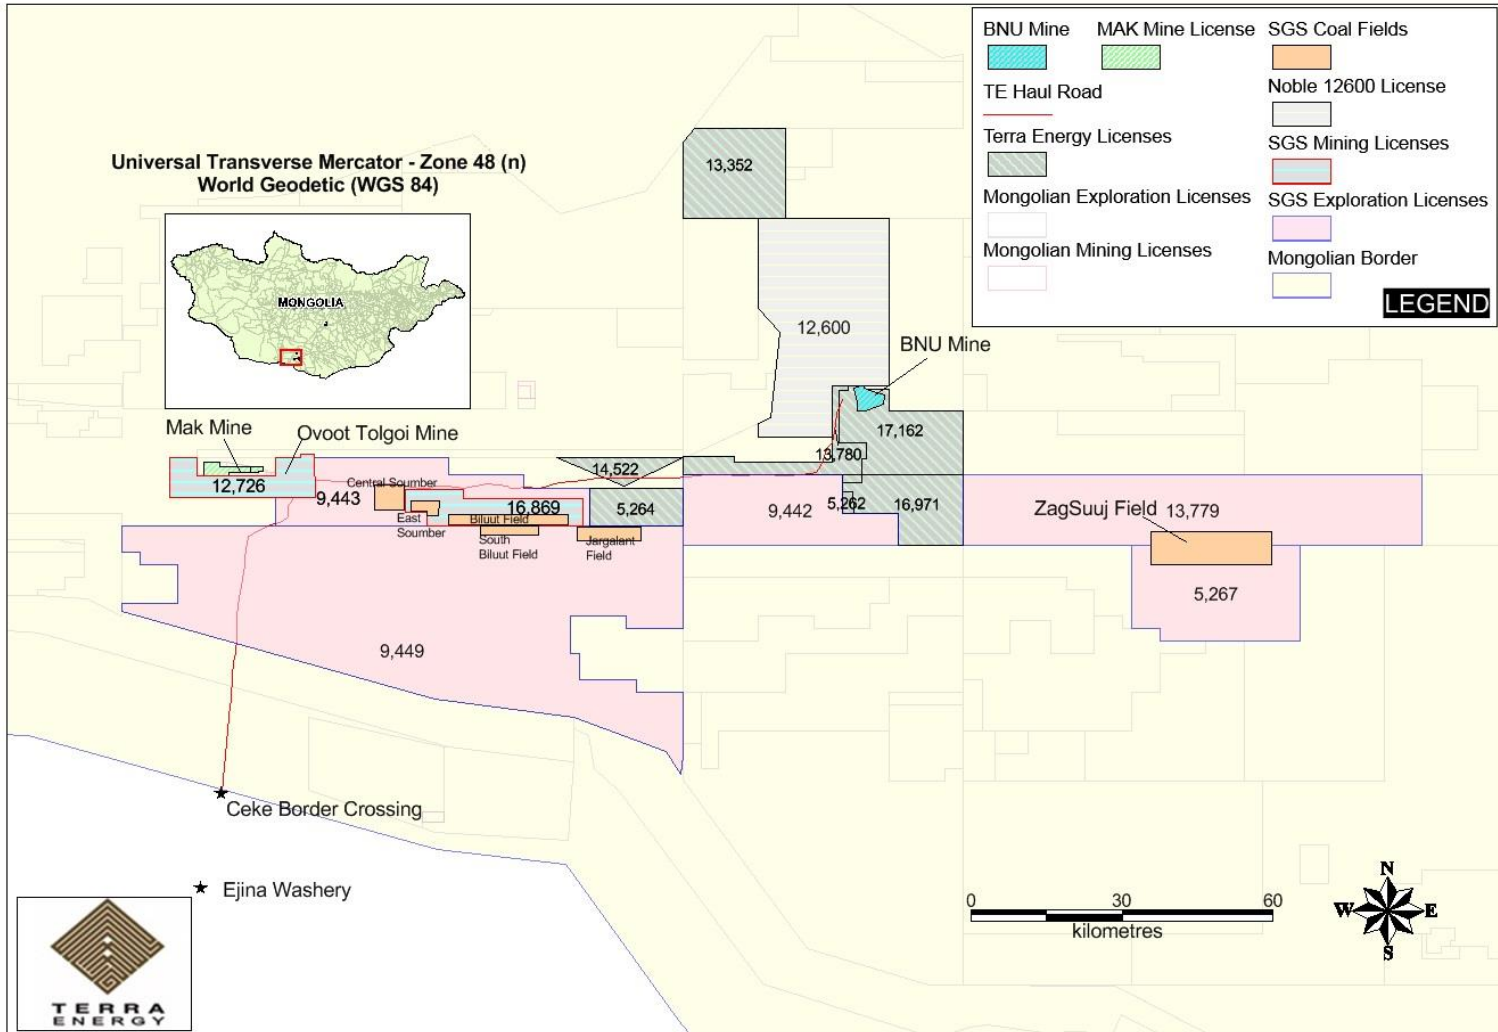 BNU Mine
MAK Mine License
SGS Coal Fields
TE Haul Road
Noble 12600 License
Terra Energy Licenses
SGS Mining Licenses
Mongolian Exploration Licenses
SGS Exploration Licenses
Mongolian Mining Licenses
Mongolian Border
LEGEND
Universal Transverse Mercator - Zone 48 (n)
World Geodetic (WGS 84)
MONGOLIA
13,352
12,600
BNU Mine
Mak Mine
Ovoot Tolgoi Mine
17,162
13,780
14,522
12,726
9,443
Central Soumber
16,869
5,264
9,442
5,262
16,971
ZagSuuj Field
13,779
East
Soumber
Biluut Field
South
Biluut Field
Jargalant
Field
5,267
9,449
Ceke Border Crossing
Ejina Washery
0 30 60
kilometres
N
W E
S
TERRA
ENERGY